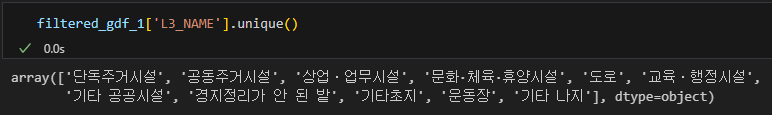 filtered_gdf_1['L3_NAME'].unique()
0.0s
array(['단독주거시설', '공동주거시설', '상업·업무시설', '문화·체육·휴양시설', '도로', '교육·행정시설',
'기타 공공시설', '경지정리가 안 된 밭', '기타초지', '운동장', '기타 나지'], dtype=object)